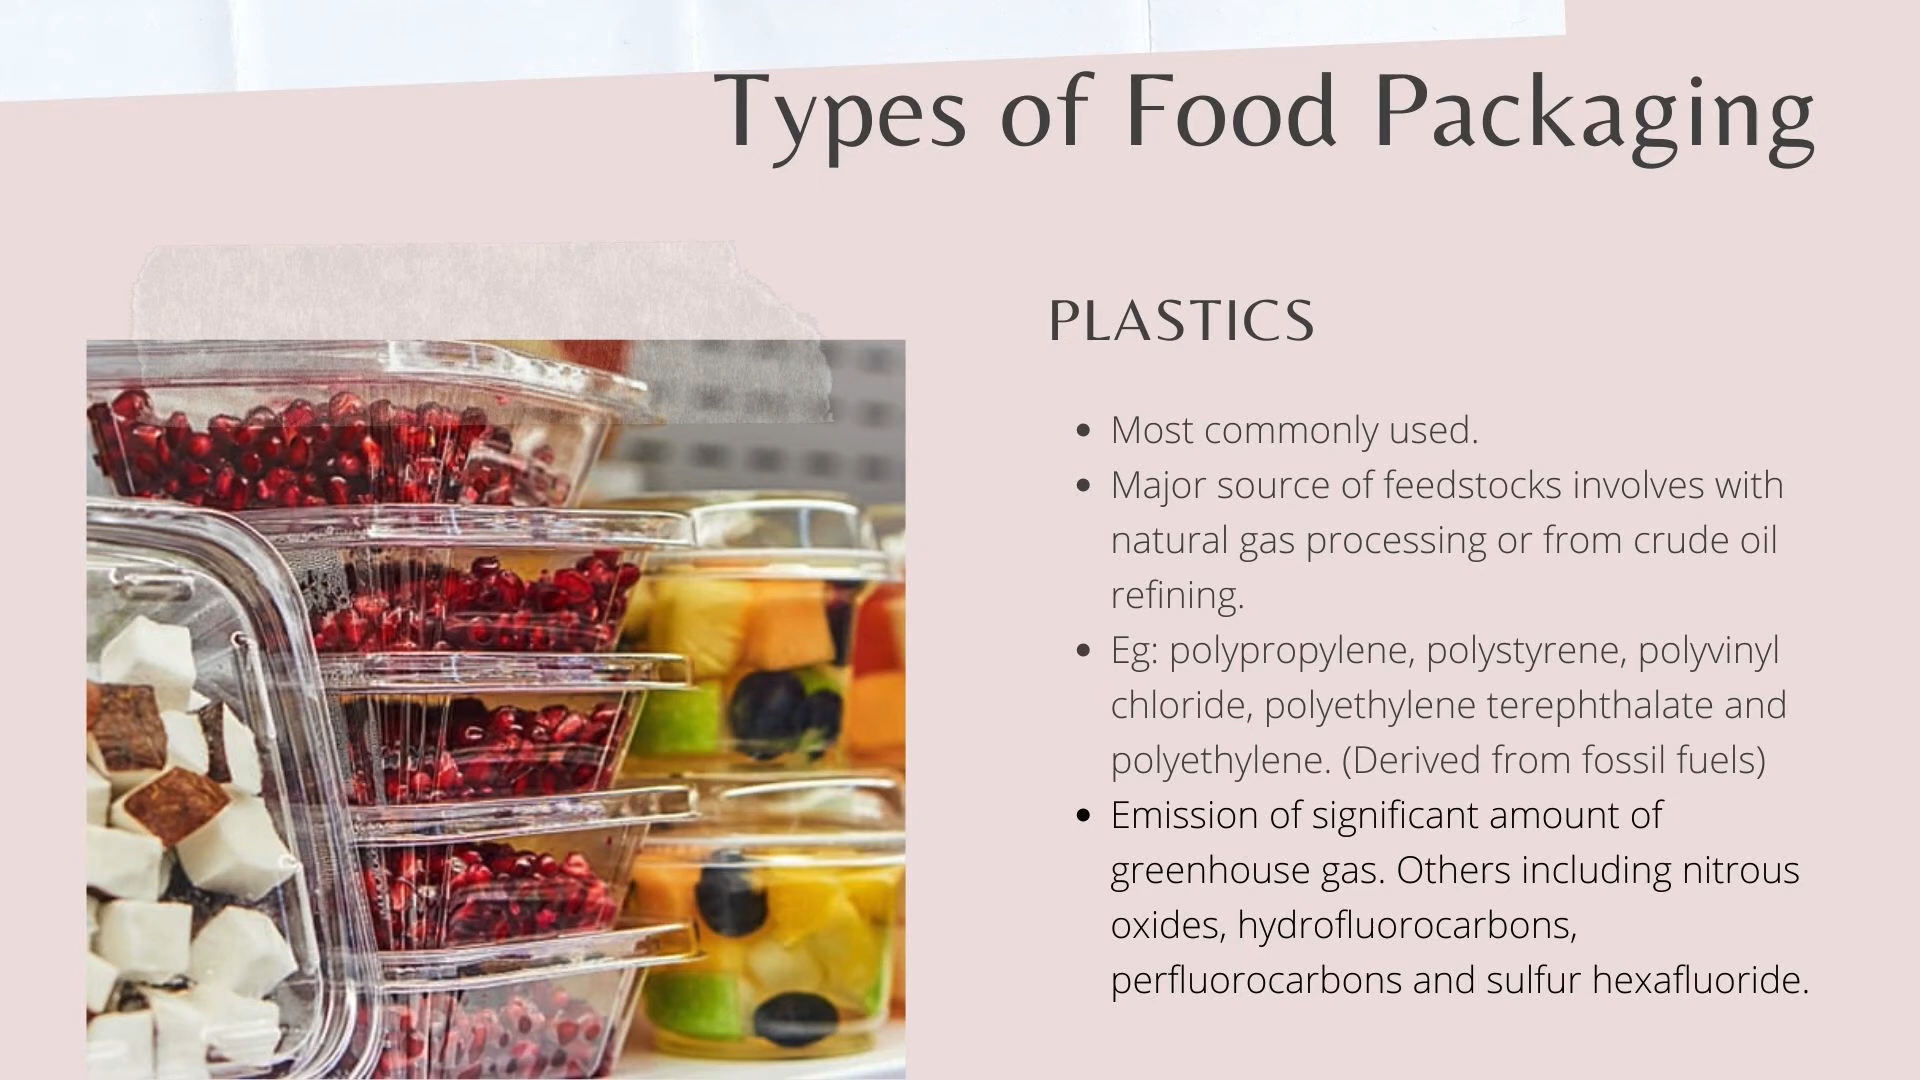 Types of Food Packaging
PLASTICS
• Most commonly used.
• Major source of feedstocks involves with
natural gas processing or from crude oil
refining.
• Eg: polypropylene, polystyrene, polyvinyl
chloride, polyethylene terephthalate and
polyethylene. (Derived from fossil fuels)
• Emission of significant amount of
greenhouse gas. Others including nitrous
oxides, hydrofluorocarbons,
perfluorocarbons and sulfur hexafluoride.